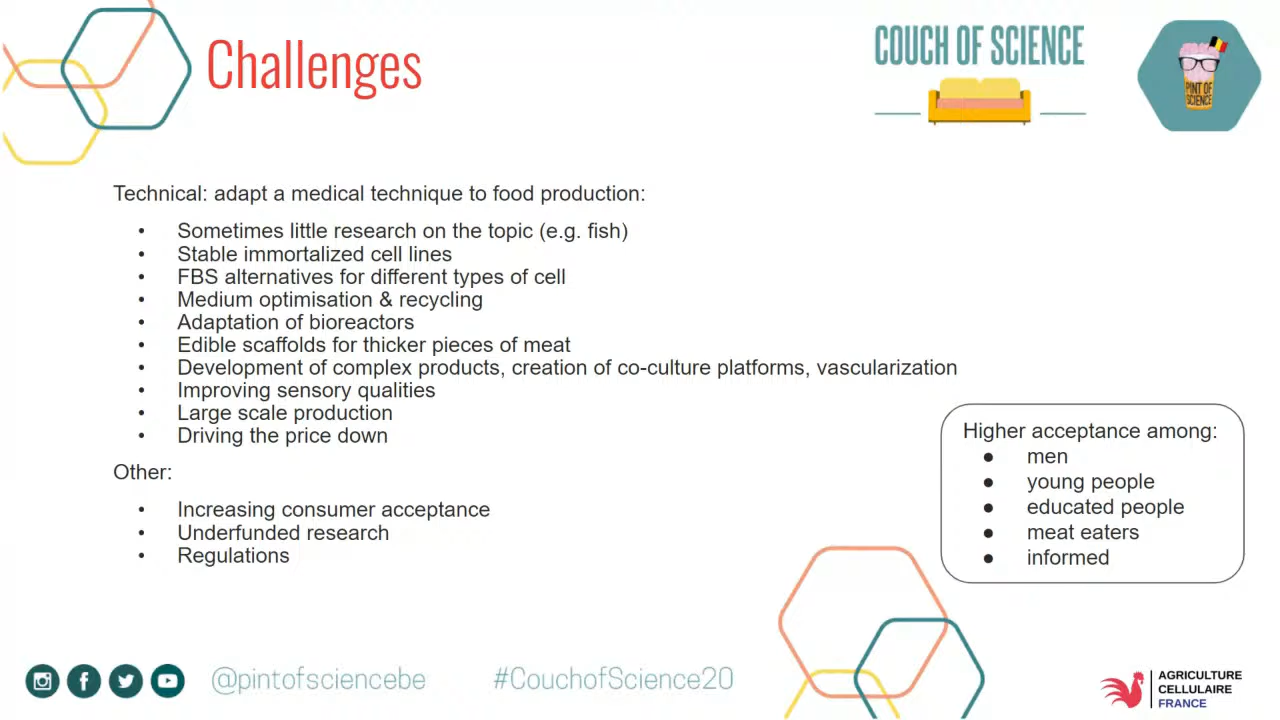 Challenges
COUCH OF SCIENCE
PINT OF
SCIENCE
Technical: adapt a medical technique to food production:
• Sometimes little research on the topic (e.g. fish)
• Stable immortalized cell lines
• FBS alternatives for different types of cell
• Medium optimisation & recycling
• Adaptation of bioreactors
• Edible scaffolds for thicker pieces of meat
• Development of complex products, creation of co-culture platforms, vascularization
• Improving sensory qualities
• Large scale production
• Driving the price down
Other:
• Increasing consumer acceptance
• Underfunded research
• Regulations
Higher acceptance among:
● men
● young people
● educated people
● meat eaters
● informed
@pintofsciencebe
#CouchofScience20
AGRICULTURE
CELLULAIRE
FRANCE